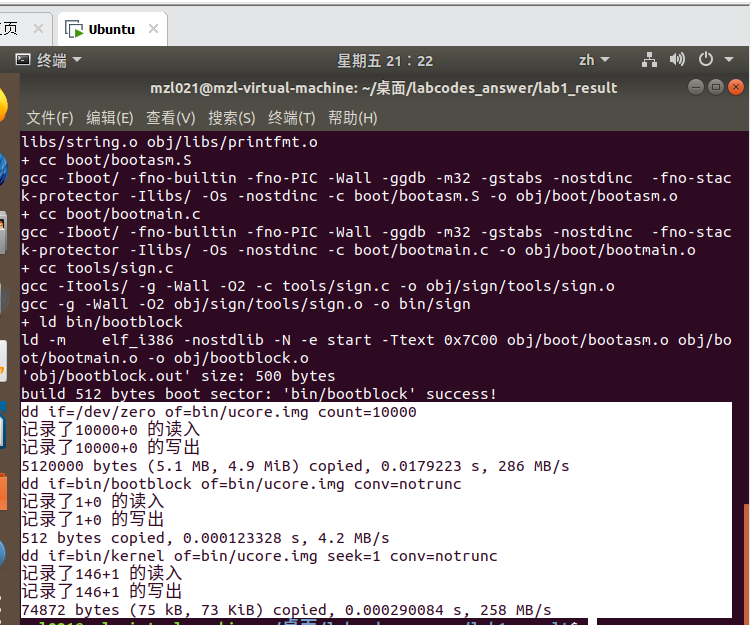 页
Ubuntu
终端
星期五 21：22
zh
mzl021@mzl-virtual-machine: ~/桌面/labcodes_answer/lab1_result
文件(F) 编辑(E) 查看(V) 搜索(S) 终端(T) 帮助(H)
libs/string.o obj/libs/printfmt.o
+ cc boot/bootasm.S
gcc -Iboot/ -fno-builtin -fno-PIC -Wall -ggdb -m32 -gstabs -nostdinc  -fno-stac
k-protector -Ilibs/ -Os -nostdinc -c boot/bootasm.S -o obj/boot/bootasm.o
+ cc boot/bootmain.c
gcc -Iboot/ -fno-builtin -fno-PIC -Wall -ggdb -m32 -gstabs -nostdinc  -fno-stac
k-protector -Ilibs/ -Os -nostdinc -c boot/bootmain.c -o obj/boot/bootmain.o
+ cc tools/sign.c
gcc -Itools/ -g -Wall -O2 -c tools/sign.c -o obj/sign/tools/sign.o
gcc -g -Wall -O2 obj/sign/tools/sign.o -o bin/sign
+ ld bin/bootblock
ld -m    elf_i386 -nostdlib -N -e start -Ttext 0x7C00 obj/boot/bootasm.o obj/bo
ot/bootmain.o -o obj/bootblock.o
'obj/bootblock.out' size: 500 bytes
build 512 bytes boot sector: 'bin/bootblock' success!
dd if=/dev/zero of=bin/ucore.img count=10000
记录了10000+0 的读入
记录了10000+0 的写出
5120000 bytes (5.1 MB, 4.9 MiB) copied, 0.0179223 s, 286 MB/s
dd if=bin/bootblock of=bin/ucore.img conv=notrunc
记录了1+0 的读入
记录了1+0 的写出
512 bytes copied, 0.000123328 s, 4.2 MB/s
dd if=bin/kernel of=bin/ucore.img seek=1 conv=notrunc
记录了146+1 的读入
记录了146+1 的写出
74872 bytes (75 kB, 73 KiB) copied, 0.000290084 s, 258 MB/s